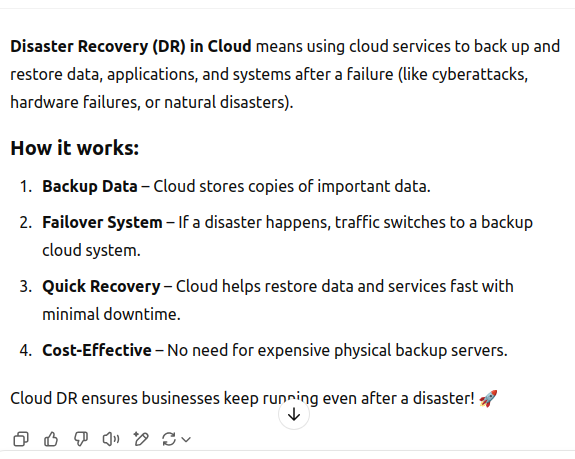 Disaster Recovery (DR) in Cloud means using cloud services to back up and
restore data, applications, and systems after a failure (like cyberattacks,
hardware failures, or natural disasters).
How it works:
1. Backup Data – Cloud stores copies of important data.
2. Failover System – If a disaster happens, traffic switches to a backup
cloud system.
3. Quick Recovery – Cloud helps restore data and services fast with
minimal downtime.
4. Cost-Effective – No need for expensive physical backup servers.
Cloud DR ensures businesses keep running even after a disaster! 🚀